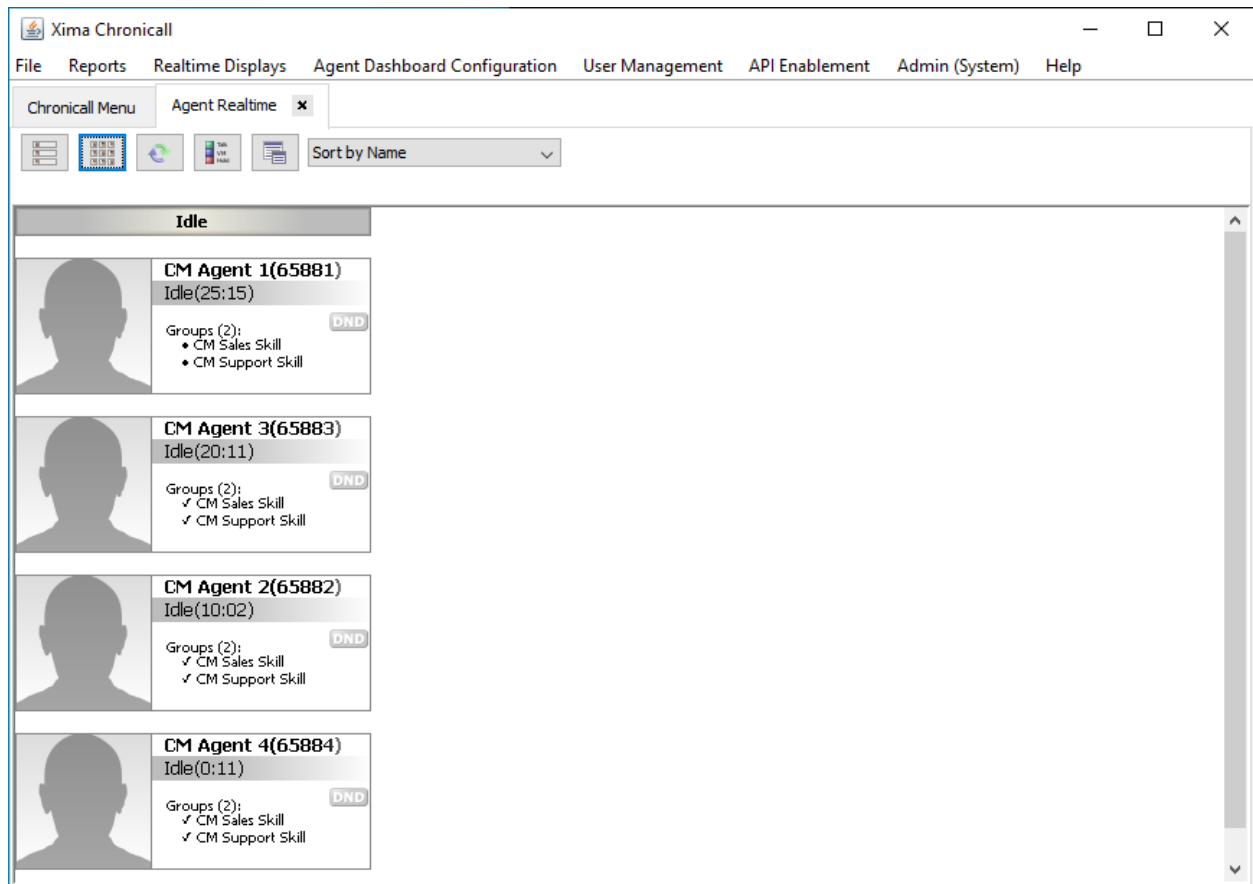 Xima Chronicall
File Reports Realtime Displays Agent Dashboard Configuration User Management API Enablement Admin (System) Help
Chronicall Menu Agent Realtime
Talk
VM
Hold
Sort by Name
Idle
CM Agent 1(65881)
Idle(25:15)
DND
Groups (2):
• CM Sales Skill
• CM Support Skill
CM Agent 3(65883)
Idle(20:11)
DND
Groups (2):
✓ CM Sales Skill
✓ CM Support Skill
CM Agent 2(65882)
Idle(10:02)
DND
Groups (2):
✓ CM Sales Skill
✓ CM Support Skill
CM Agent 4(65884)
Idle(0:11)
DND
Groups (2):
✓ CM Sales Skill
✓ CM Support Skill